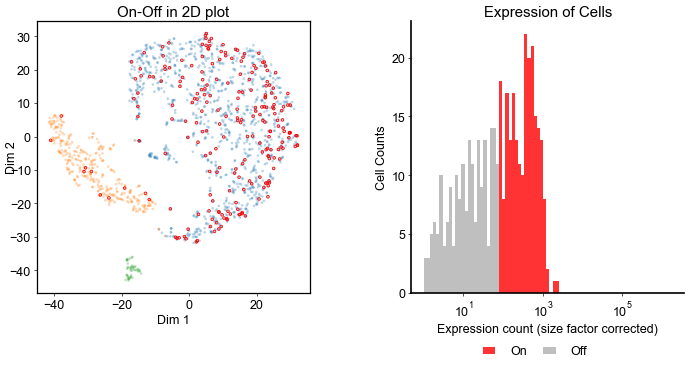 On-Off in 2D plot
30
20
10
0
−10
−20
−30
−40
Dim 2
−40
−20
0
20
Dim 1
Expression of Cells
20
15
10
5
0
Cell Counts
10^1
10^3
10^5
Expression count (size factor corrected)
On
Off